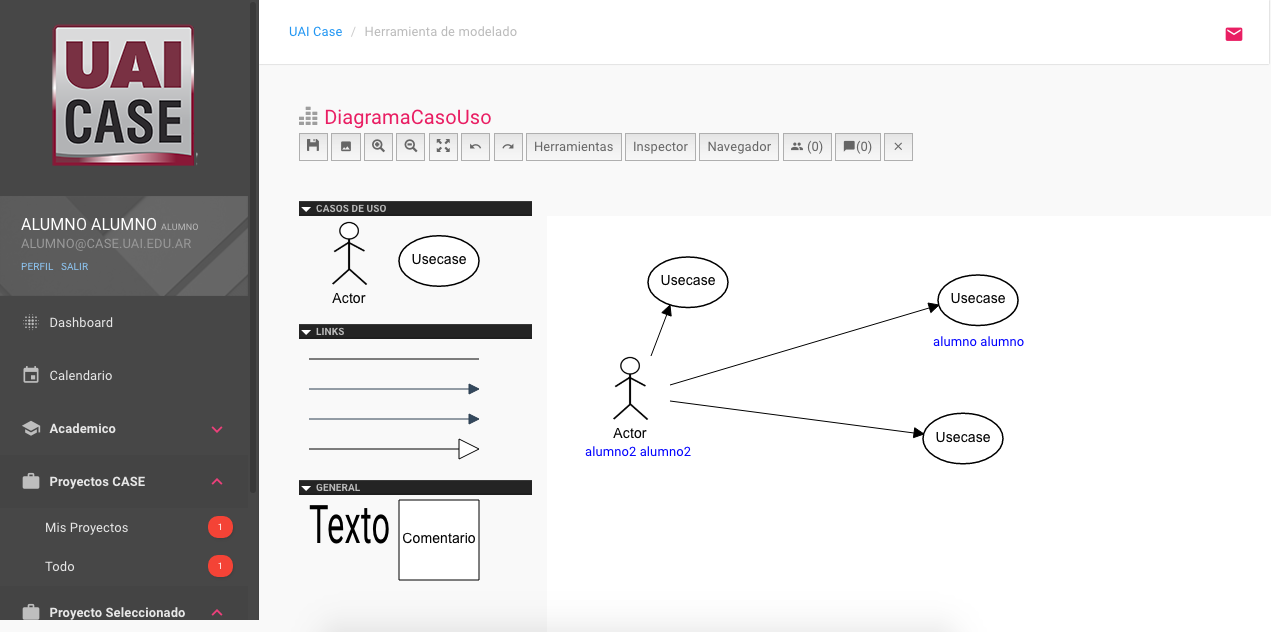 UAI
CASE
UAI Case / Herramienta de modelado
DiagramaCasoUso
Herramientas
Inspector
Navegador
(0)
(0)
ALUMNO ALUMNO ALUMNO
ALUMNO@CASE.UAI.EDU.AR
PERFIL SALIR
Dashboard
Calendario
Academico
Proyectos CASE
Mis Proyectos 1
Todo 1
Proyecto Seleccionado
CASOS DE USO
Usecase
Actor
LINKS
GENERAL
Texto
Comentario
Usecase
Usecase
alumno alumno
Actor
alumno2 alumno2
Usecase